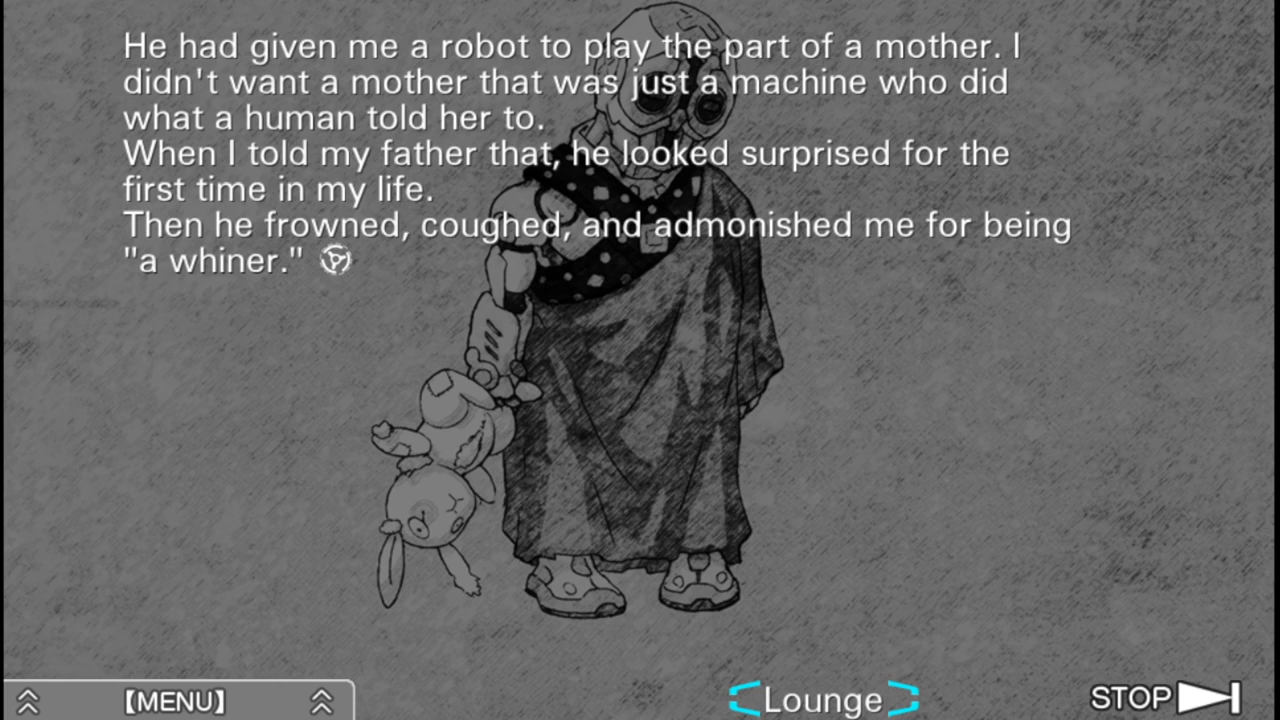 He had given me a robot to play the part of a mother. I
didn't want a mother that was just a machine who did
what a human told her to.
When I told my father that, he looked surprised for the
first time in my life.
Then he frowned, coughed, and admonished me for being
"a whiner."
【MENU】
Lounge
STOP